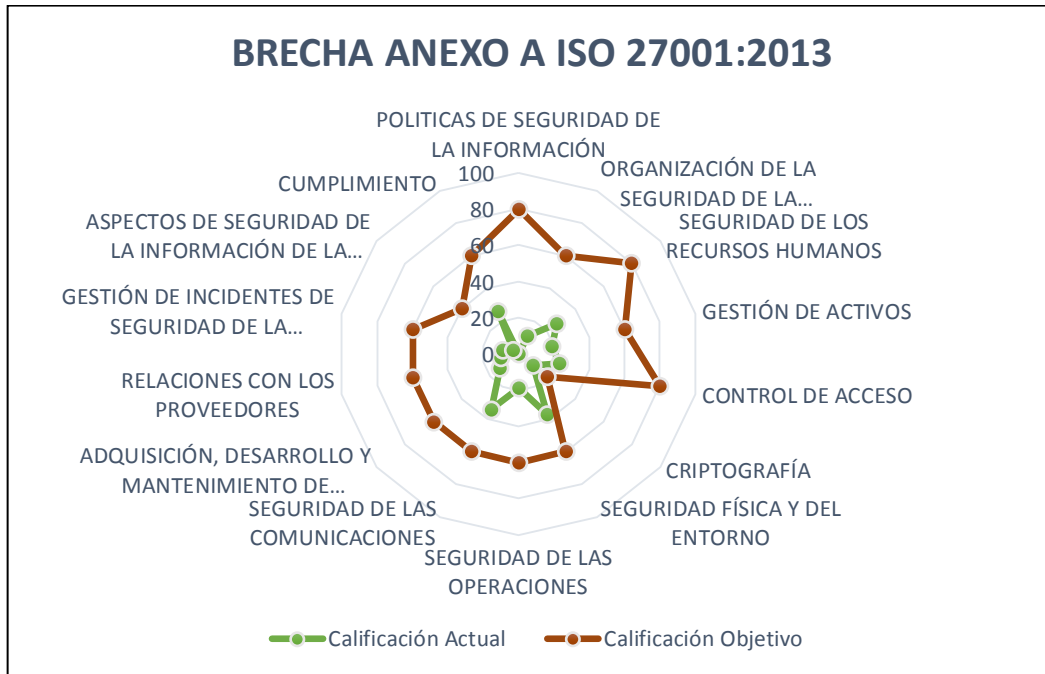 BRECHA ANEXO A ISO 27001:2013
POLITICAS DE SEGURIDAD DE
LA INFORMACIÓN
ORGANIZACIÓN DE LA
SEGURIDAD DE LA...
SEGURIDAD DE LOS
RECURSOS HUMANOS
GESTIÓN DE ACTIVOS
CONTROL DE ACCESO
CRIPTOGRAFÍA
SEGURIDAD FÍSICA Y DEL
ENTORNO
SEGURIDAD DE LAS
OPERACIONES
SEGURIDAD DE LAS
COMUNICACIONES
ADQUISICIÓN, DESARROLLO Y
MANTENIMIENTO DE...
RELACIONES CON LOS
PROVEEDORES
GESTIÓN DE INCIDENTES DE
SEGURIDAD DE LA...
ASPECTOS DE SEGURIDAD DE
LA INFORMACIÓN DE LA...
CUMPLIMIENTO
100
80
60
40
20
0
Calificación Actual
Calificación Objetivo